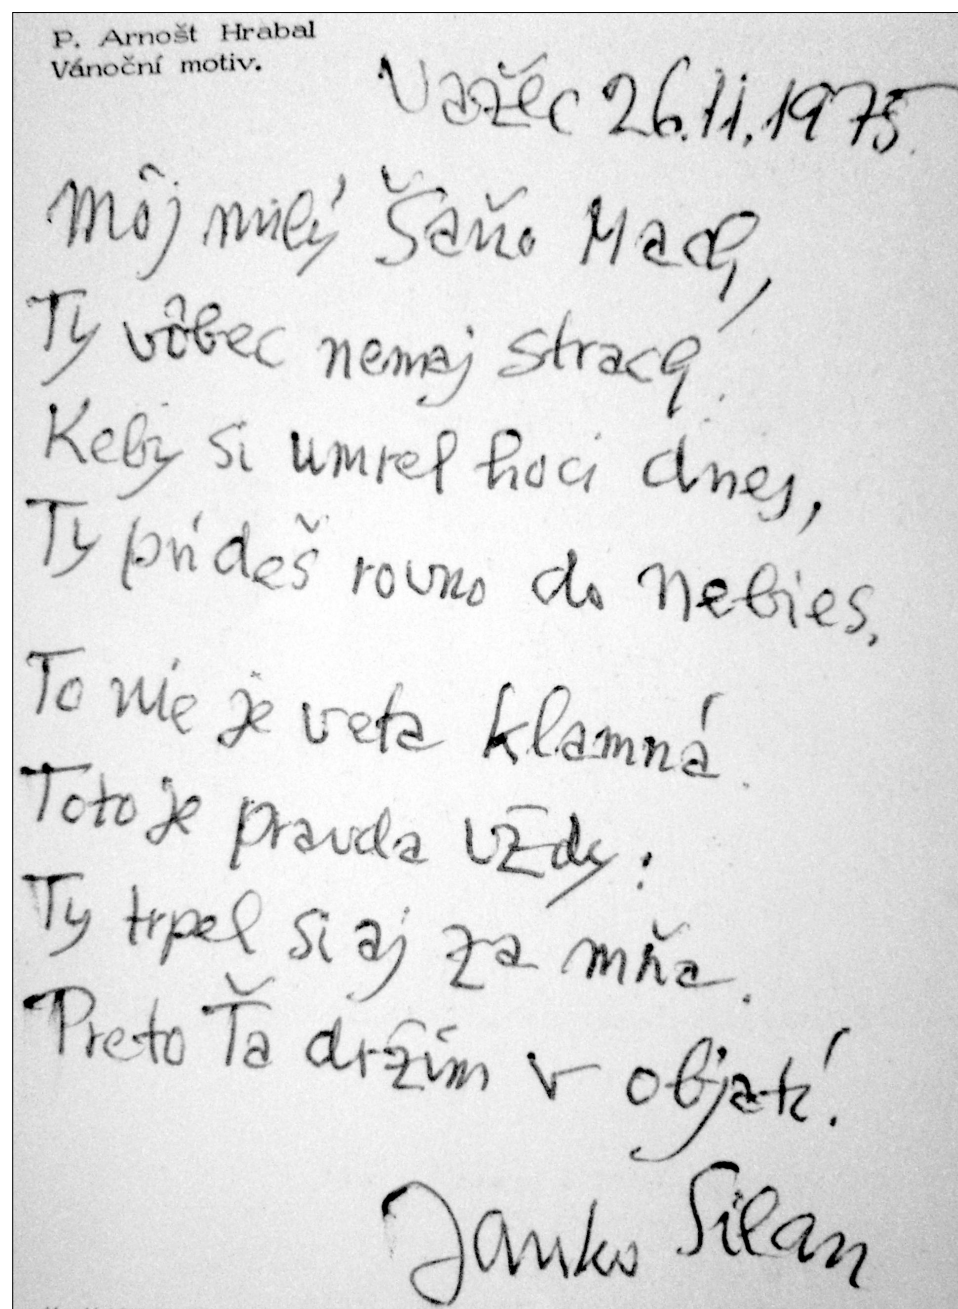 P. Arnošt Hrabal
Vánoční motiv.
Važec 26.11.1975.
Môj milý Šaňo Mach,
Ty vôbec nemaj strach!
Keby si umrel hoci dnes,
Ty prídeš rovno do Nebies.
To nie je veta klamná.
Toto je pravda vždy:
Ty trpel si aj za mňa.
Preto Ťa držím v objatí!
Janko Silan